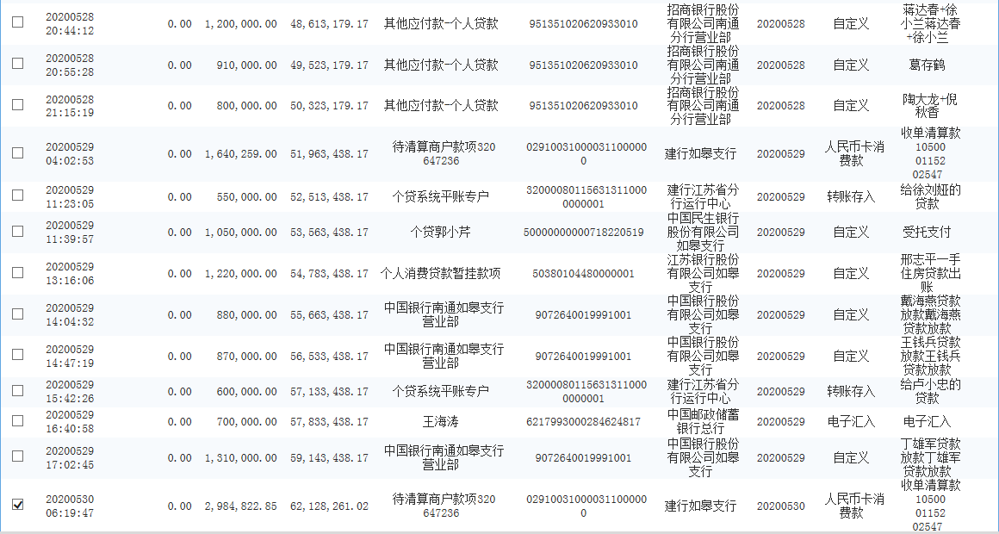 20200528 20:44:12 0.00 1,200,000.00 48,613,179.17 其他应付款-个人贷款 951351020620933010 招商银行股份有限公司南通分行营业部 20200528 自定义 蒋达春+徐小兰蒋达春+徐小兰
20200528 20:55:28 0.00 910,000.00 49,523,179.17 其他应付款-个人贷款 951351020620933010 招商银行股份有限公司南通分行营业部 20200528 自定义 葛存鹤
20200528 21:15:19 0.00 800,000.00 50,323,179.17 其他应付款-个人贷款 951351020620933010 招商银行股份有限公司南通分行营业部 20200528 自定义 陶大龙+倪秋香
20200529 04:02:53 0.00 1,640,259.00 51,963,438.17 待清算商户款项320647236 02910031000031100000 0 建行如皋支行 20200529 人民币卡消费款 收单清算款 10500 01152 02547
20200529 11:23:05 0.00 550,000.00 52,513,438.17 个贷系统平账专户 32000080115631311000 0000001 建行江苏省分行运行中心 20200529 转账存入 给徐刘娅的贷款
20200529 11:39:57 0.00 1,050,000.00 53,563,438.17 个贷郭小芹 50000000000718220519 中国民生银行股份有限公司如皋支行 20200529 自定义 受托支付
20200529 13:16:06 0.00 1,220,000.00 54,783,438.17 个人消费贷款暂挂款项 50380104480000001 江苏银行股份有限公司如皋支行 20200529 自定义 邢志平一手住房贷款出账
20200529 14:04:32 0.00 880,000.00 55,663,438.17 中国银行南通如皋支行营业部 9072640019991001 中国银行股份有限公司如皋支行 20200529 自定义 戴海燕贷款放款戴海燕贷款放款
20200529 14:47:19 0.00 870,000.00 56,533,438.17 中国银行南通如皋支行营业部 9072640019991001 中国银行股份有限公司如皋支行 20200529 自定义 王钱兵贷款放款王钱兵贷款放款
20200529 15:42:26 0.00 600,000.00 57,133,438.17 个贷系统平账专户 32000080115631311000 0000001 建行江苏省分行运行中心 20200529 转账存入 给卢小忠的贷款
20200529 16:40:58 0.00 700,000.00 57,833,438.17 王海涛 6217993000284624817 中国邮政储蓄银行总行 20200529 电子汇入 电子汇入
20200529 17:02:45 0.00 1,310,000.00 59,143,438.17 中国银行南通如皋支行营业部 9072640019991001 中国银行股份有限公司如皋支行 20200529 自定义 丁雄军贷款放款丁雄军贷款放款
20200530 06:19:47 0.00 2,984,822.85 62,128,261.02 待清算商户款项320647236 02910031000031100000 0 建行如皋支行 20200530 人民币卡消费款 收单清算款 10500 01152 02547